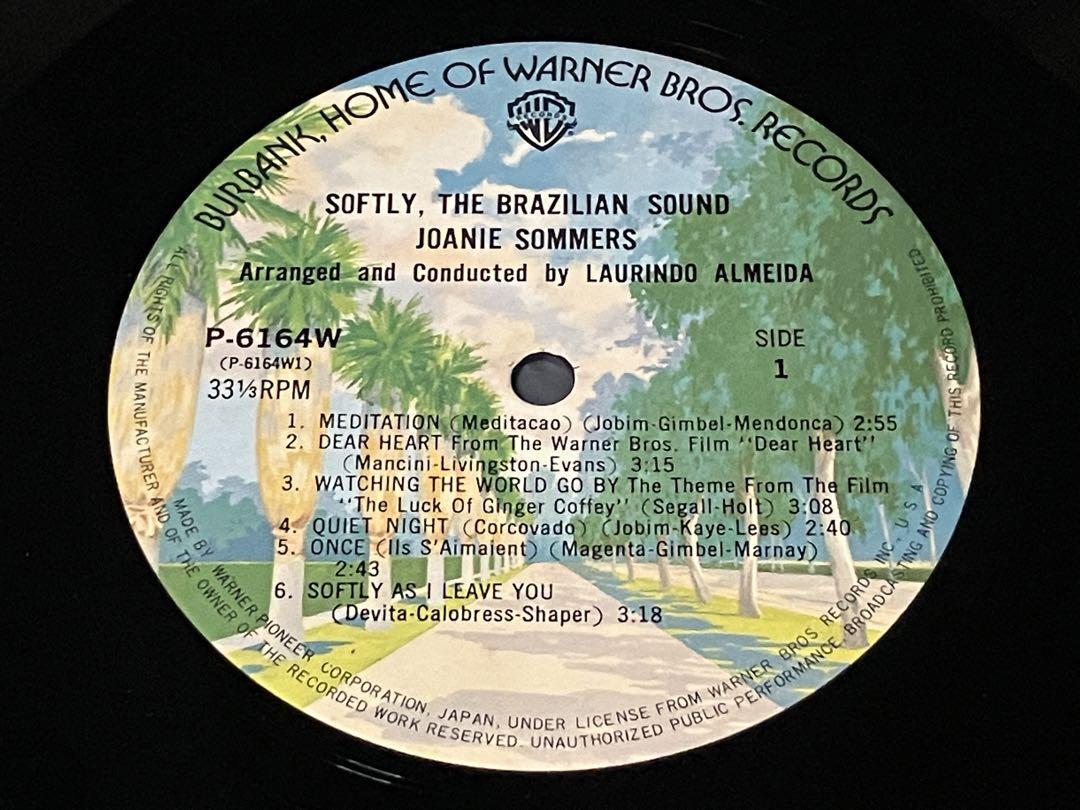 BURBANK, HOME OF WARNER BROS. RECORDS
RECORDS
SOFTLY, THE BRAZILIAN SOUND
JOANIE SOMMERS
Arranged and Conducted by LAURINDO ALMEIDA
P-6164W
(P-6164W1)
33⅓RPM
SIDE
1
1. MEDITATION (Meditacao) (Jobim-Gimbel-Mendonca) 2:55
2. DEAR HEART From The Warner Bros. Film "Dear Heart"
(Mancini-Livingston-Evans) 3:15
3. WATCHING THE WORLD GO BY The Theme From The Film
"The Luck Of Ginger Coffey" (Segall-Holt) 3:08
4. QUIET NIGHT (Corcovado) (Jobim-Kaye-Lees) 2:40
5. ONCE (Ils S'Aimaient) (Magenta-Gimbel-Marnay)
2:43
6. SOFTLY AS I LEAVE YOU
(Devita-Calobress-Shaper) 3:18
MADE BY WARNER PIONEER CORPORATION, JAPAN, UNDER LICENSE FROM WARNER BROS RECORDS INC., U S A
ALL RIGHTS OF THE MANUFACTURER AND OF THE OWNER OF THE RECORDED WORK RESERVED. UNAUTHORIZED PUBLIC PERFORMANCE, BROADCASTING AND COPYING OF THIS RECORD PROHIBITED